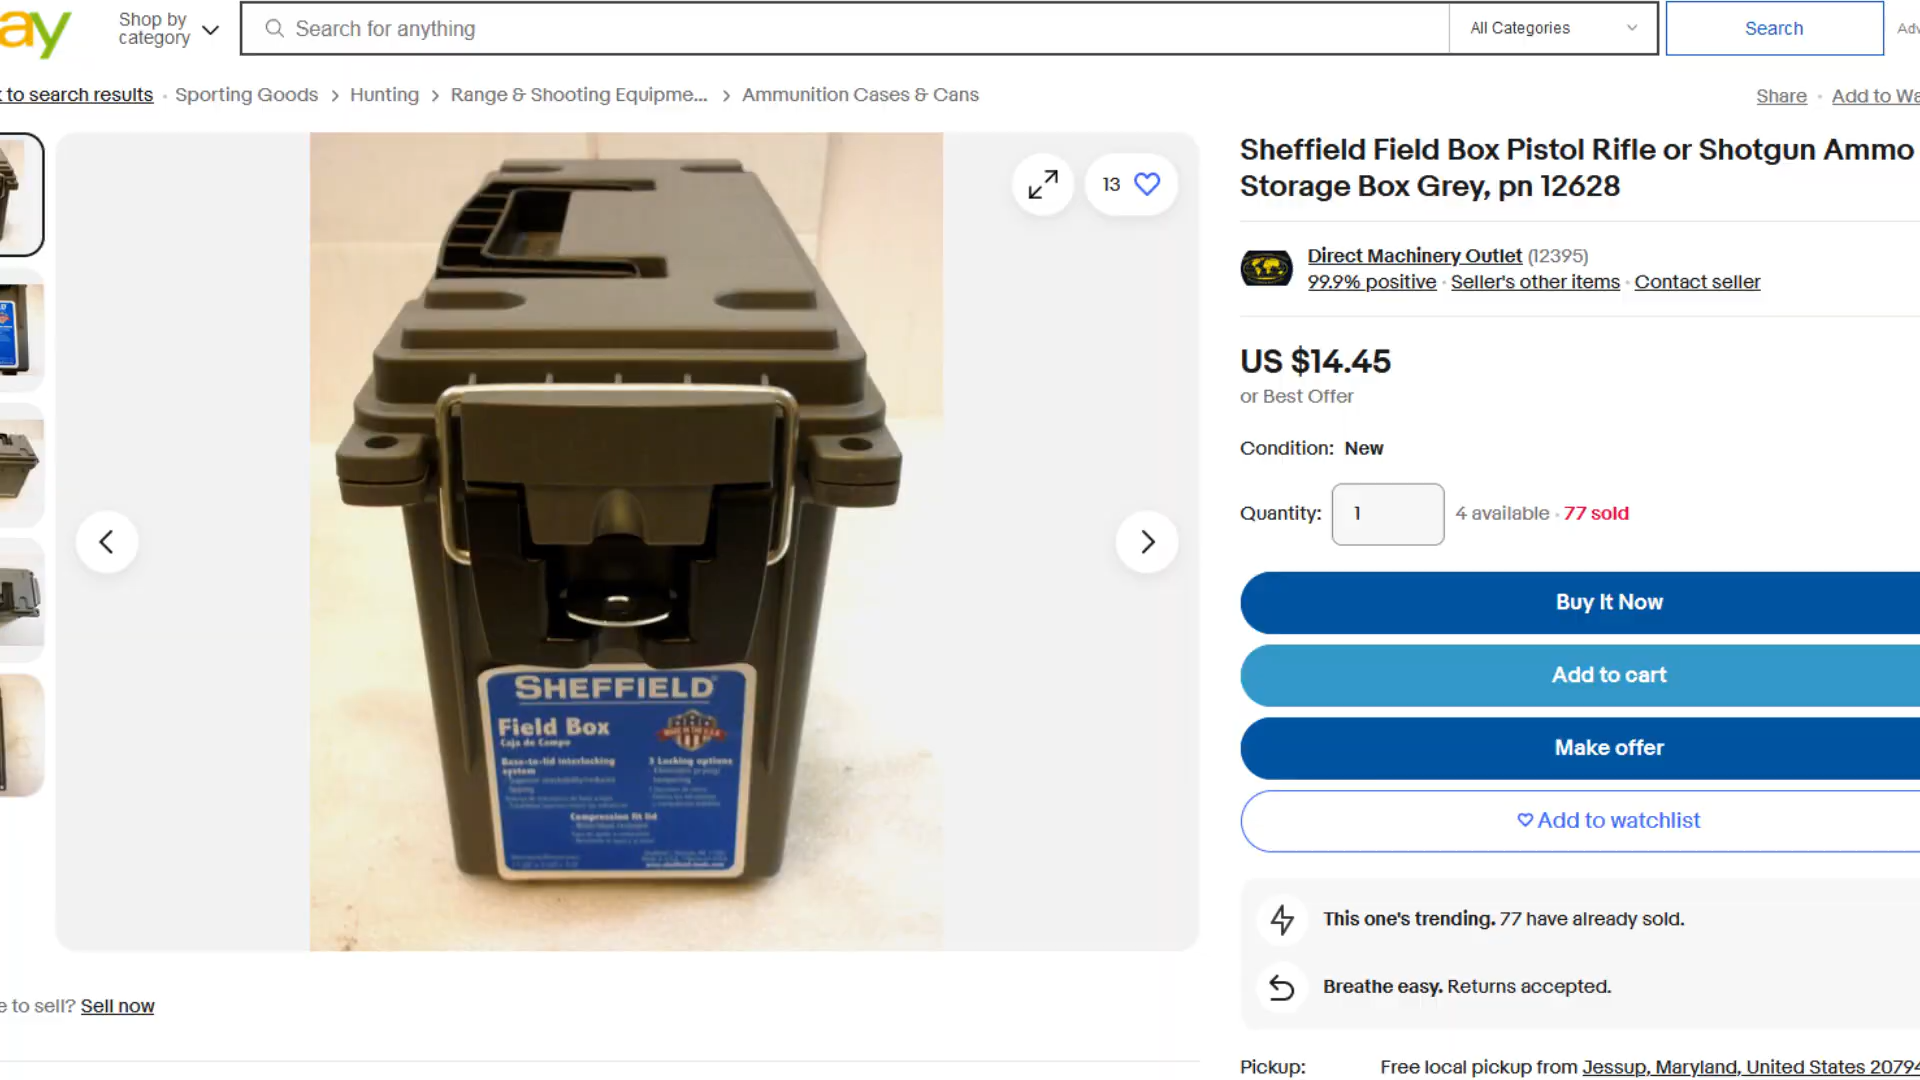 ay
Shop by
category
Search for anything
All Categories
Search
to search results · Sporting Goods > Hunting > Range & Shooting Equipme... > Ammunition Cases & Cans
Share · Add to
13
Sheffield Field Box Pistol Rifle or Shotgun Ammo
Storage Box Grey, pn 12628
Direct Machinery Outlet (12395)
99.9% positive · Seller's other items · Contact seller
US $14.45
or Best Offer
Condition: New
Quantity: 1 4 available · 77 sold
Buy It Now
Add to cart
Make offer
Add to watchlist
This one's trending. 77 have already sold.
Breathe easy. Returns accepted.
Pickup: Free local pickup from Jessup, Maryland, United States 20794
SHEFFIELD
Field Box
Caja de Campo
Base-to-lid interlocking
system
3 Locking options
Compression fit lid
e to sell? Sell now